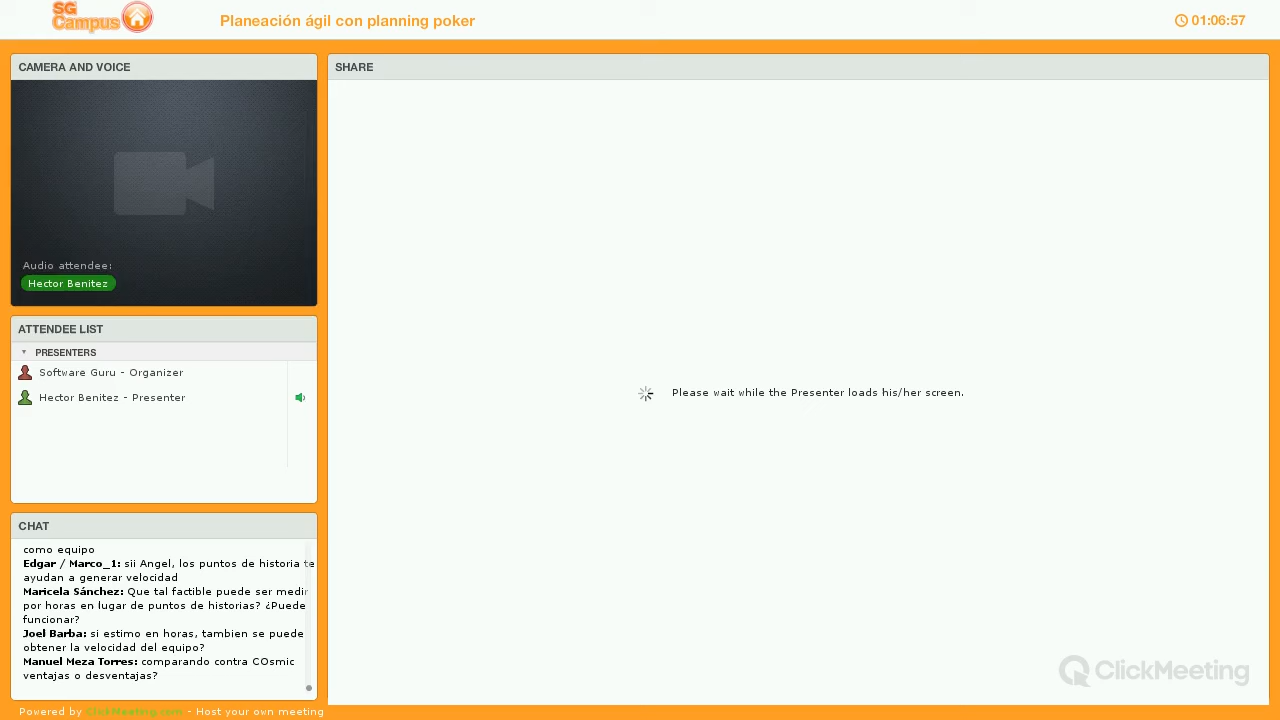 SG
Campus
Planeación ágil con planning poker
01:06:57
CAMERA AND VOICE
Audio attendee:
Hector Benitez
ATTENDEE LIST
PRESENTERS
Software Guru - Organizer
Hector Benitez - Presenter
CHAT
como equipo
Edgar / Marco_1: sii Angel, los puntos de historia te
ayudan a generar velocidad
Maricela Sánchez: Que tal factible puede ser medir
por horas en lugar de puntos de historias? ¿Puede
funcionar?
Joel Barba: si estimo en horas, tambien se puede
obtener la velocidad del equipo?
Manuel Meza Torres: comparando contra COsmic
ventajas o desventajas?
Powered by ClickMeeting.com - Host your own meeting
SHARE
Please wait while the Presenter loads his/her screen.
ClickMeeting